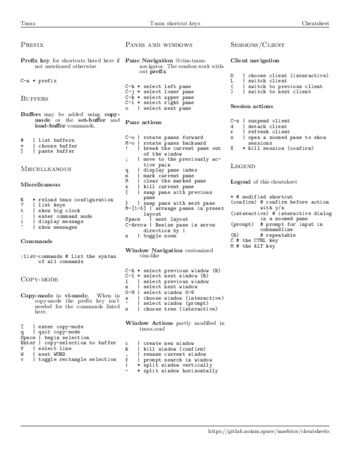 Tmux
Tmux shortcut keys
Cheatsheet
Prefix
Prefix key for shortcuts listed here if
not mentioned otherwise
C-a * prefix
Buffers
Buffers may be added using copy-
mode or the set-buffer and
load-buffer commands.
# | list buffers
= | choose buffer
] | paste buffer
Miscelleanous
Miscelleanous
R * reload tmux configuration
? | list keys
t | show big clock
: | enter command mode
i | display message
~ | show messages
Commands
:list-commands # List the syntax
of all commands
Copy-mode
Copy-mode in vi-mode. When in
copy-mode the prefix key isn't
needed for the commands listed
here.
[ | enter copy-mode
q | quit copy-mode
Space | begin selection
Enter | copy-selection to buffer
V | select line
W | next WORD
v | toggle rectangle selection
Panes and windows
Pane Navigation @vim-tmux-
navigator. The combos work with-
out prefix
C-h * select left pane
C-j * select lower pane
C-k * select upper pane
C-l * select right pane
o | select next pane
Pane actions
C-o | rotate panes forward
M-o | rotate panes backward
! | break the current pane out
of the window
; | move to the previously ac-
tive pain
q | display pane index
m | mark current pane
M | clear the marked pane
x | kill current pane
{ | swap pane with previous
pane
} | swap pane with next pane
M-[1-5] | arrange panes in preset
layout
Space | next layout
C-Arrow | Resize pane in arrow
direction by 1
z | toggle zoom
Window Navigation customized
vim-like
C-h * select previous window (R)
C-l * select next window (R)
l | select previous window
n | select next window
0-9 | select window 0-9
w | choose window (interactive)
' | select window (prompt)
s | choose tree (interactive)
Window Actions partly modified in
tmux.conf
c | create new window
& | kill window (confirm)
, | rename current window
f | prompt search in window
| * split window vertically
- * split window horizontally
Sessions/Client
Client navigation
D | choose client (interactive)
L | switch client
( | switch to previous client
) | switch to next client
Session actions
C-z | suspend client
d | detach client
r | refresh client
s | open a zoomed pane to show
sessions
X * kill session (confirm)
Legend
Legend of this cheatsheet
* # modified shortcut
(confirm) # confirm before action
with y/n
(interactive) # interactive dialog
in a zoomed pane
(prompt) # prompt for input in
commandline
(R) # repeatable
C # the CTRL key
M # the ALT key